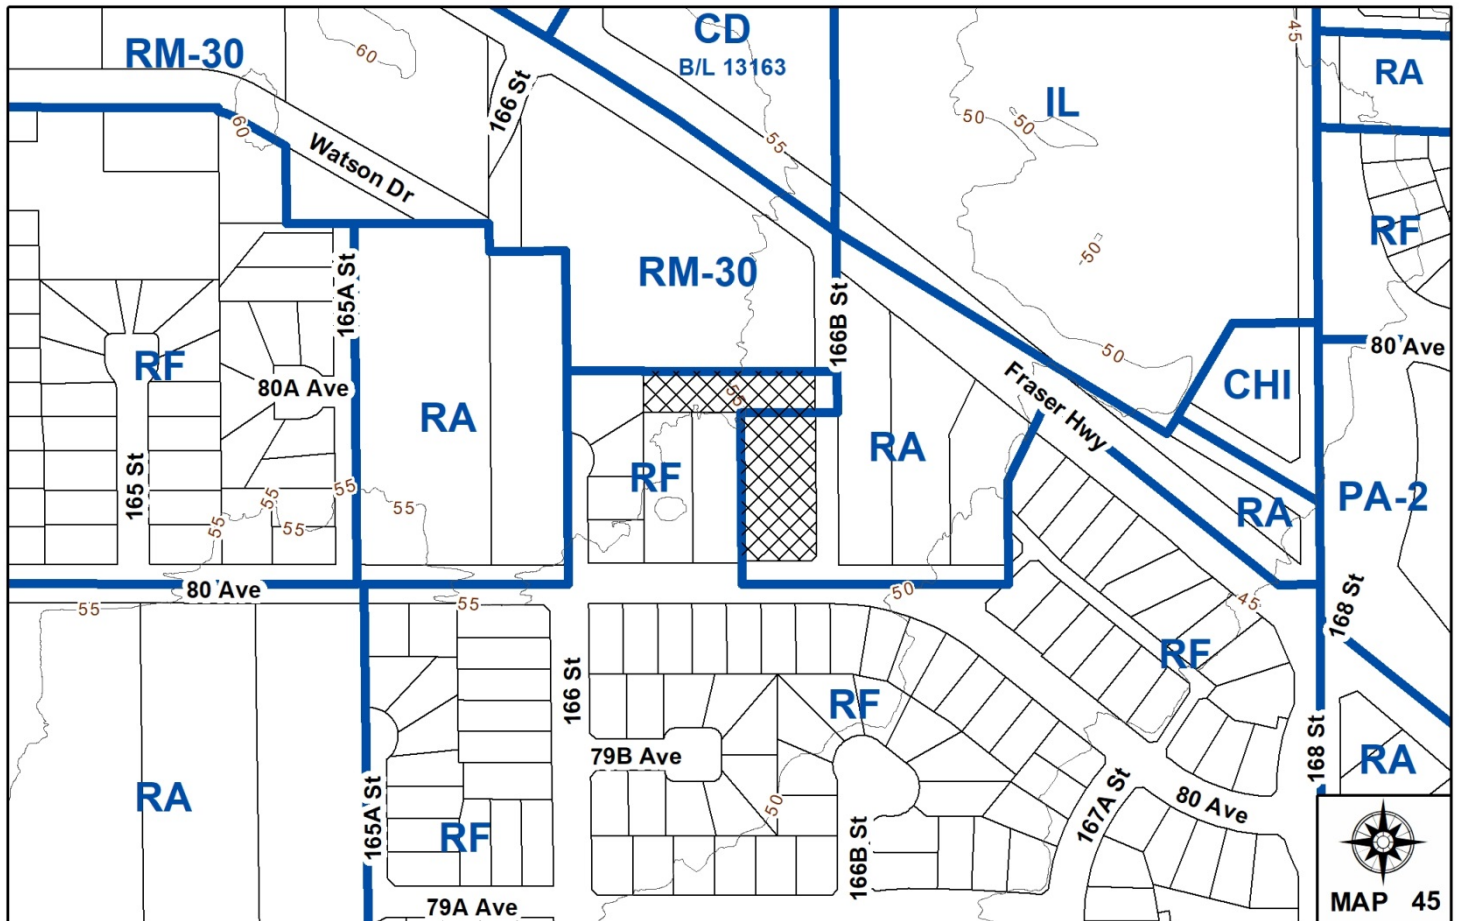 RM-30
60
166 St
CD
B/L 13163
45
RA
60
Watson Dr
55
IL
50
50
RF
165A St
RM-30
166B St
50
RF
80A Ave
RA
55
RF
RA
Fraser Hwy
50
CHI
80 Ave
165 St
55
55
55
55
55
RA
PA-2
80 Ave
55
55
50
45
168 St
RF
166 St
RF
79B Ave
RA
165A St
RF
50
166B St
167A St
80 Ave
168 St
RA
79A Ave
MAP 45